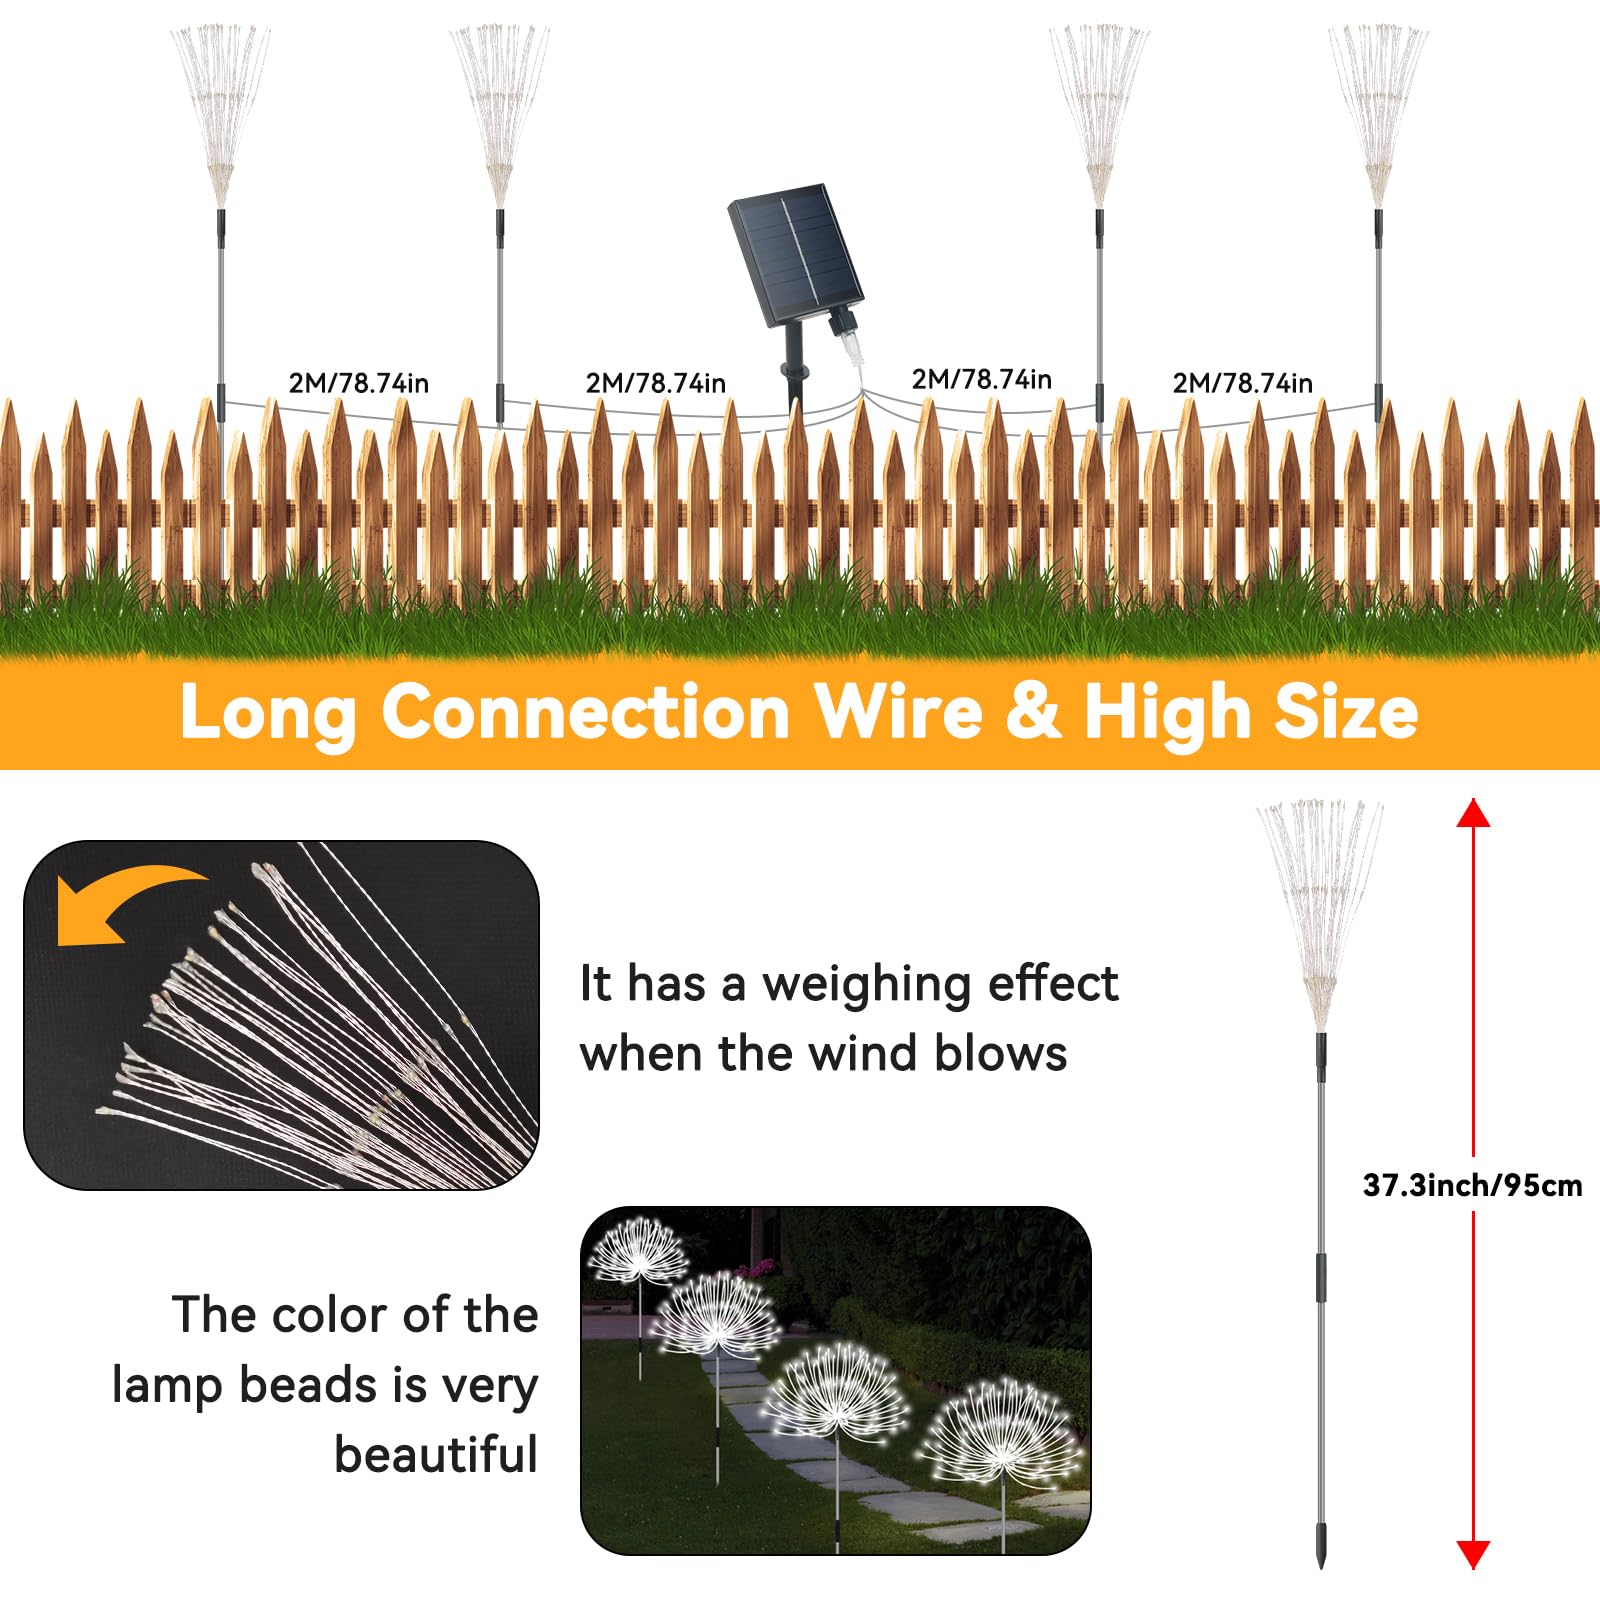 2M/78.74in
2M/78.74in
2M/78.74in
2M/78.74in
Long Connection Wire & High Size
It has a weighing effect
when the wind blows
37.3inch/95cm
The color of the
lamp beads is very
beautiful